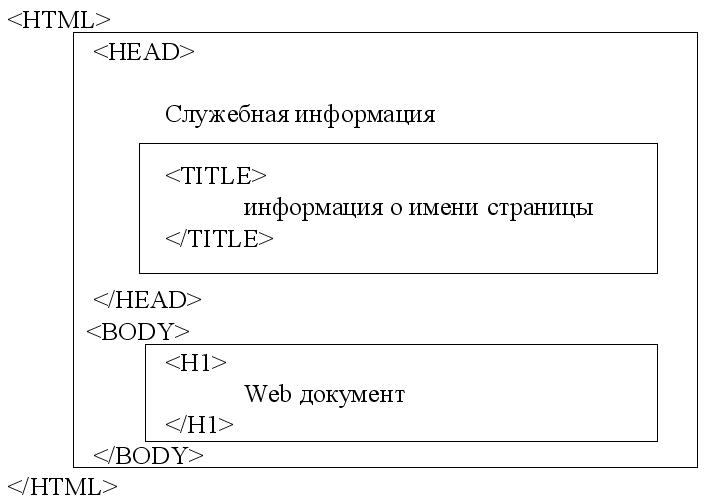 <HTML>
<HEAD>
Служебная информация
<TITLE>
информация о имени страницы
</TITLE>
</HEAD>
<BODY>
<H1>
Web документ
</H1>
</BODY>
</HTML>